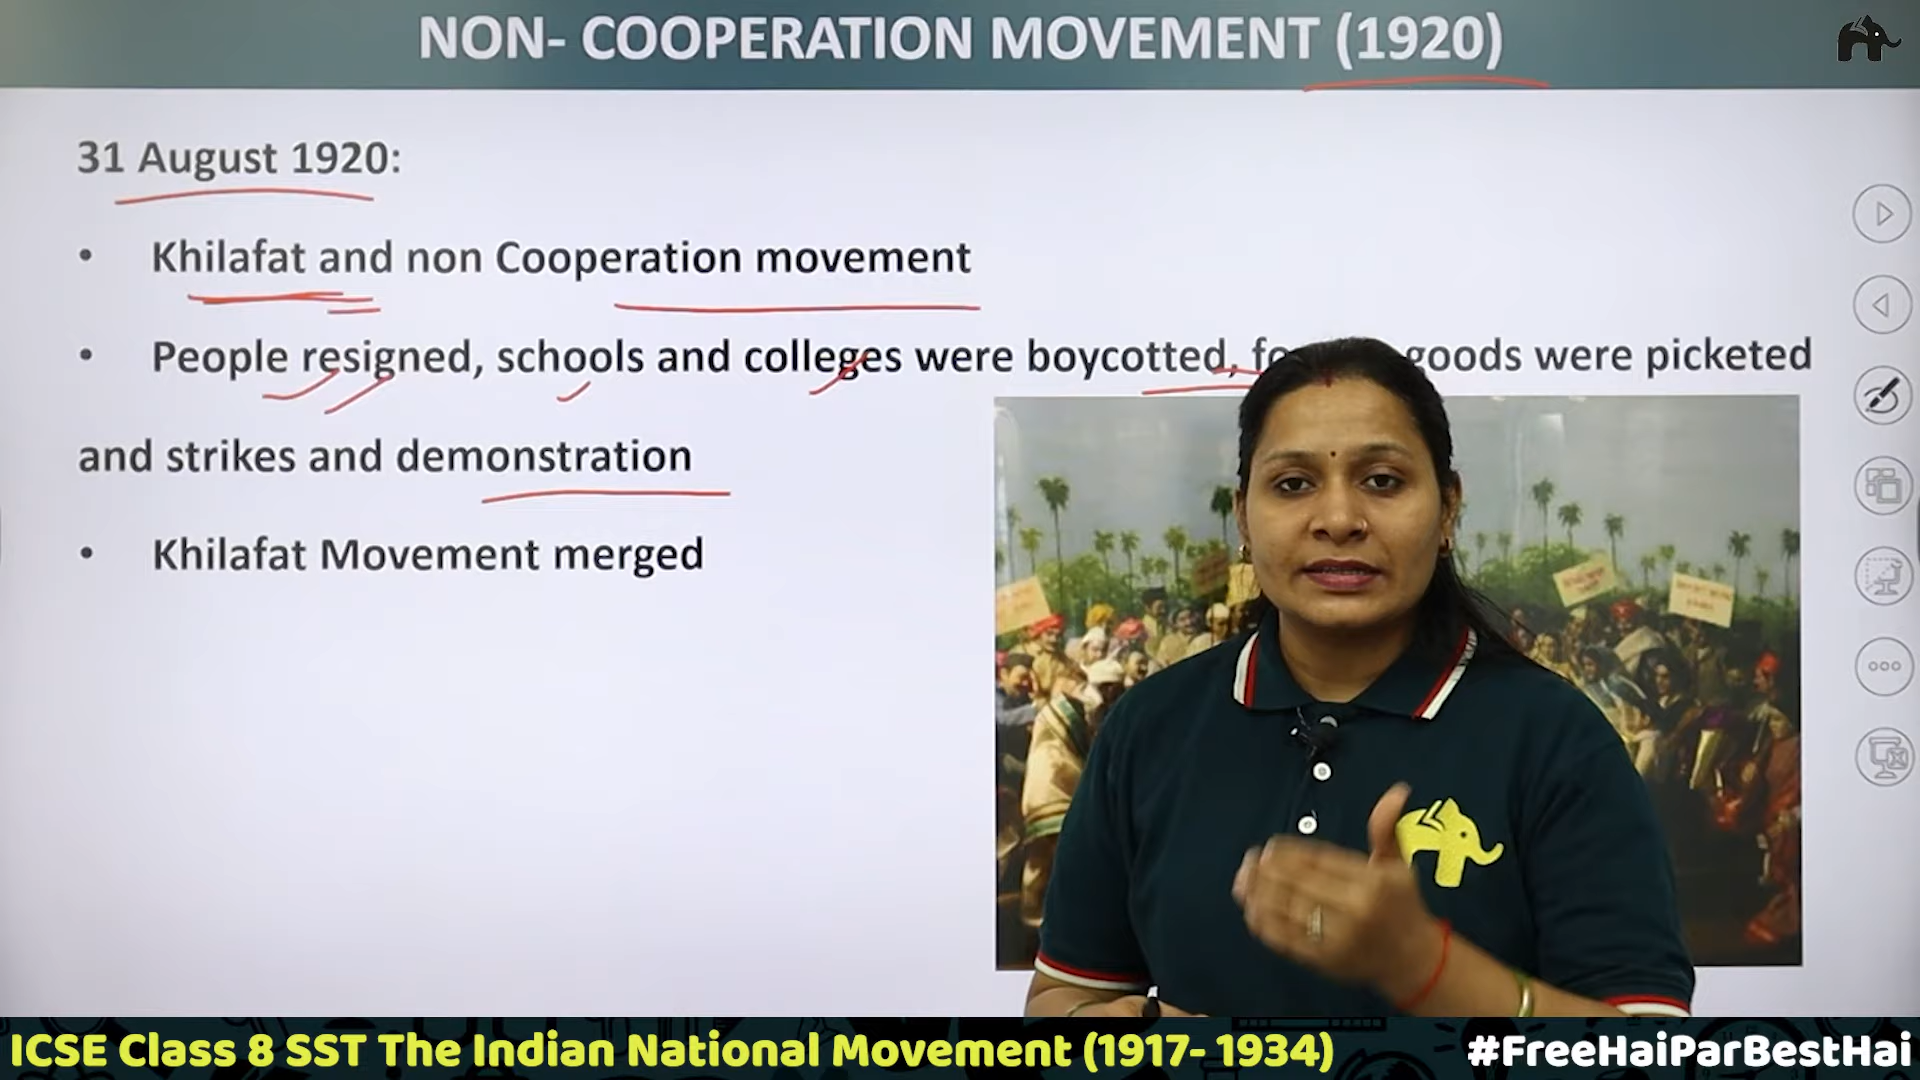 NON- COOPERATION MOVEMENT (1920)
31 August 1920:
• Khilafat and non Cooperation movement
• People resigned, schools and colleges were boycotted, goods were picketed
and strikes and demonstration
• Khilafat Movement merged
ICSE Class 8 SST The Indian National Movement (1917- 1934)
#FreeHaiParBestHai